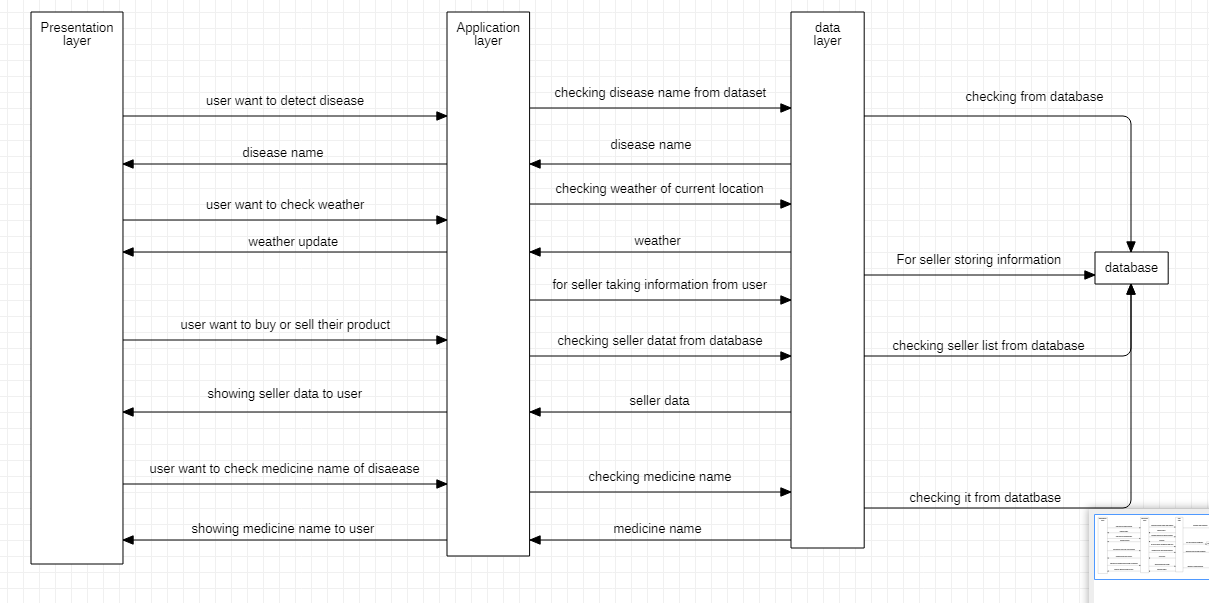 Presentation
layer
Application
layer
data
layer
user want to detect disease
checking disease name from dataset
checking from database
disease name
disease name
user want to check weather
checking weather of current location
weather update
weather
For seller storing information
database
for seller taking information from user
user want to buy or sell their product
checking seller datat from database
checking seller list from database
showing seller data to user
seller data
user want to check medicine name of disaease
checking medicine name
checking it from datatbase
showing medicine name to user
medicine name